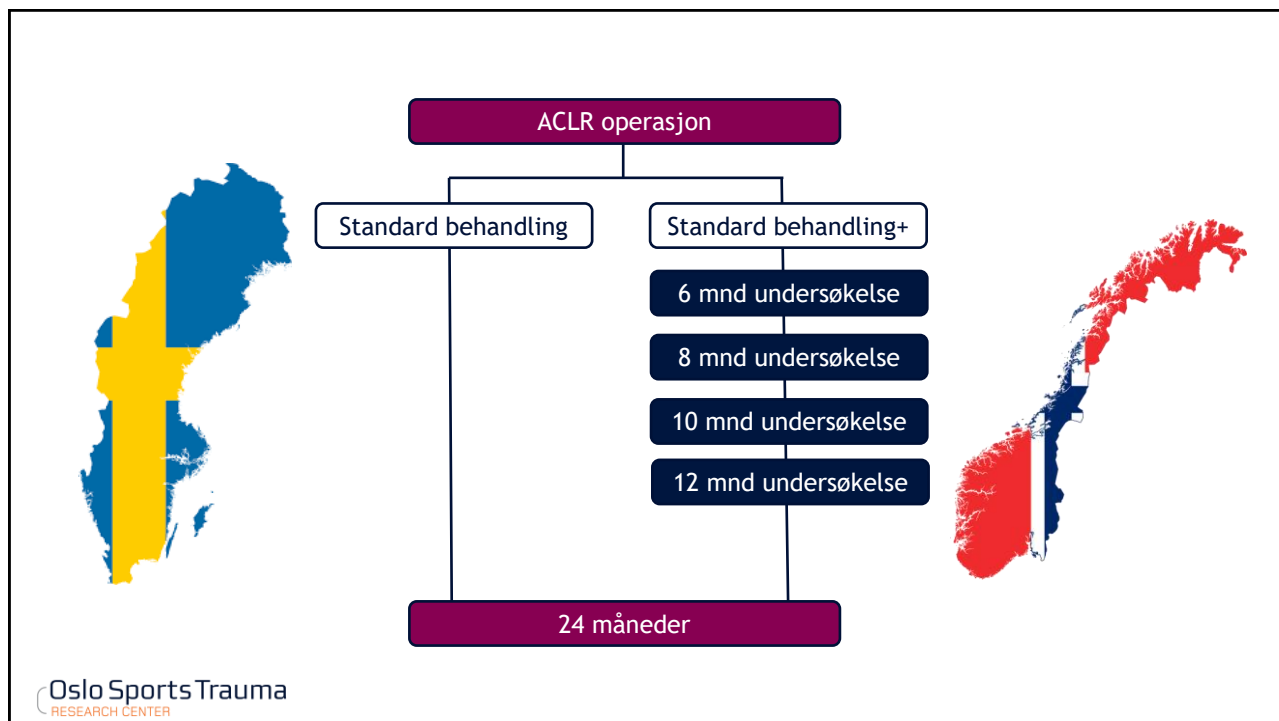 ACLR operasjon
Standard behandling
Standard behandling+
6 mnd undersøkelse
8 mnd undersøkelse
10 mnd undersøkelse
12 mnd undersøkelse
24 måneder
Oslo Sports Trauma
RESEARCH CENTER